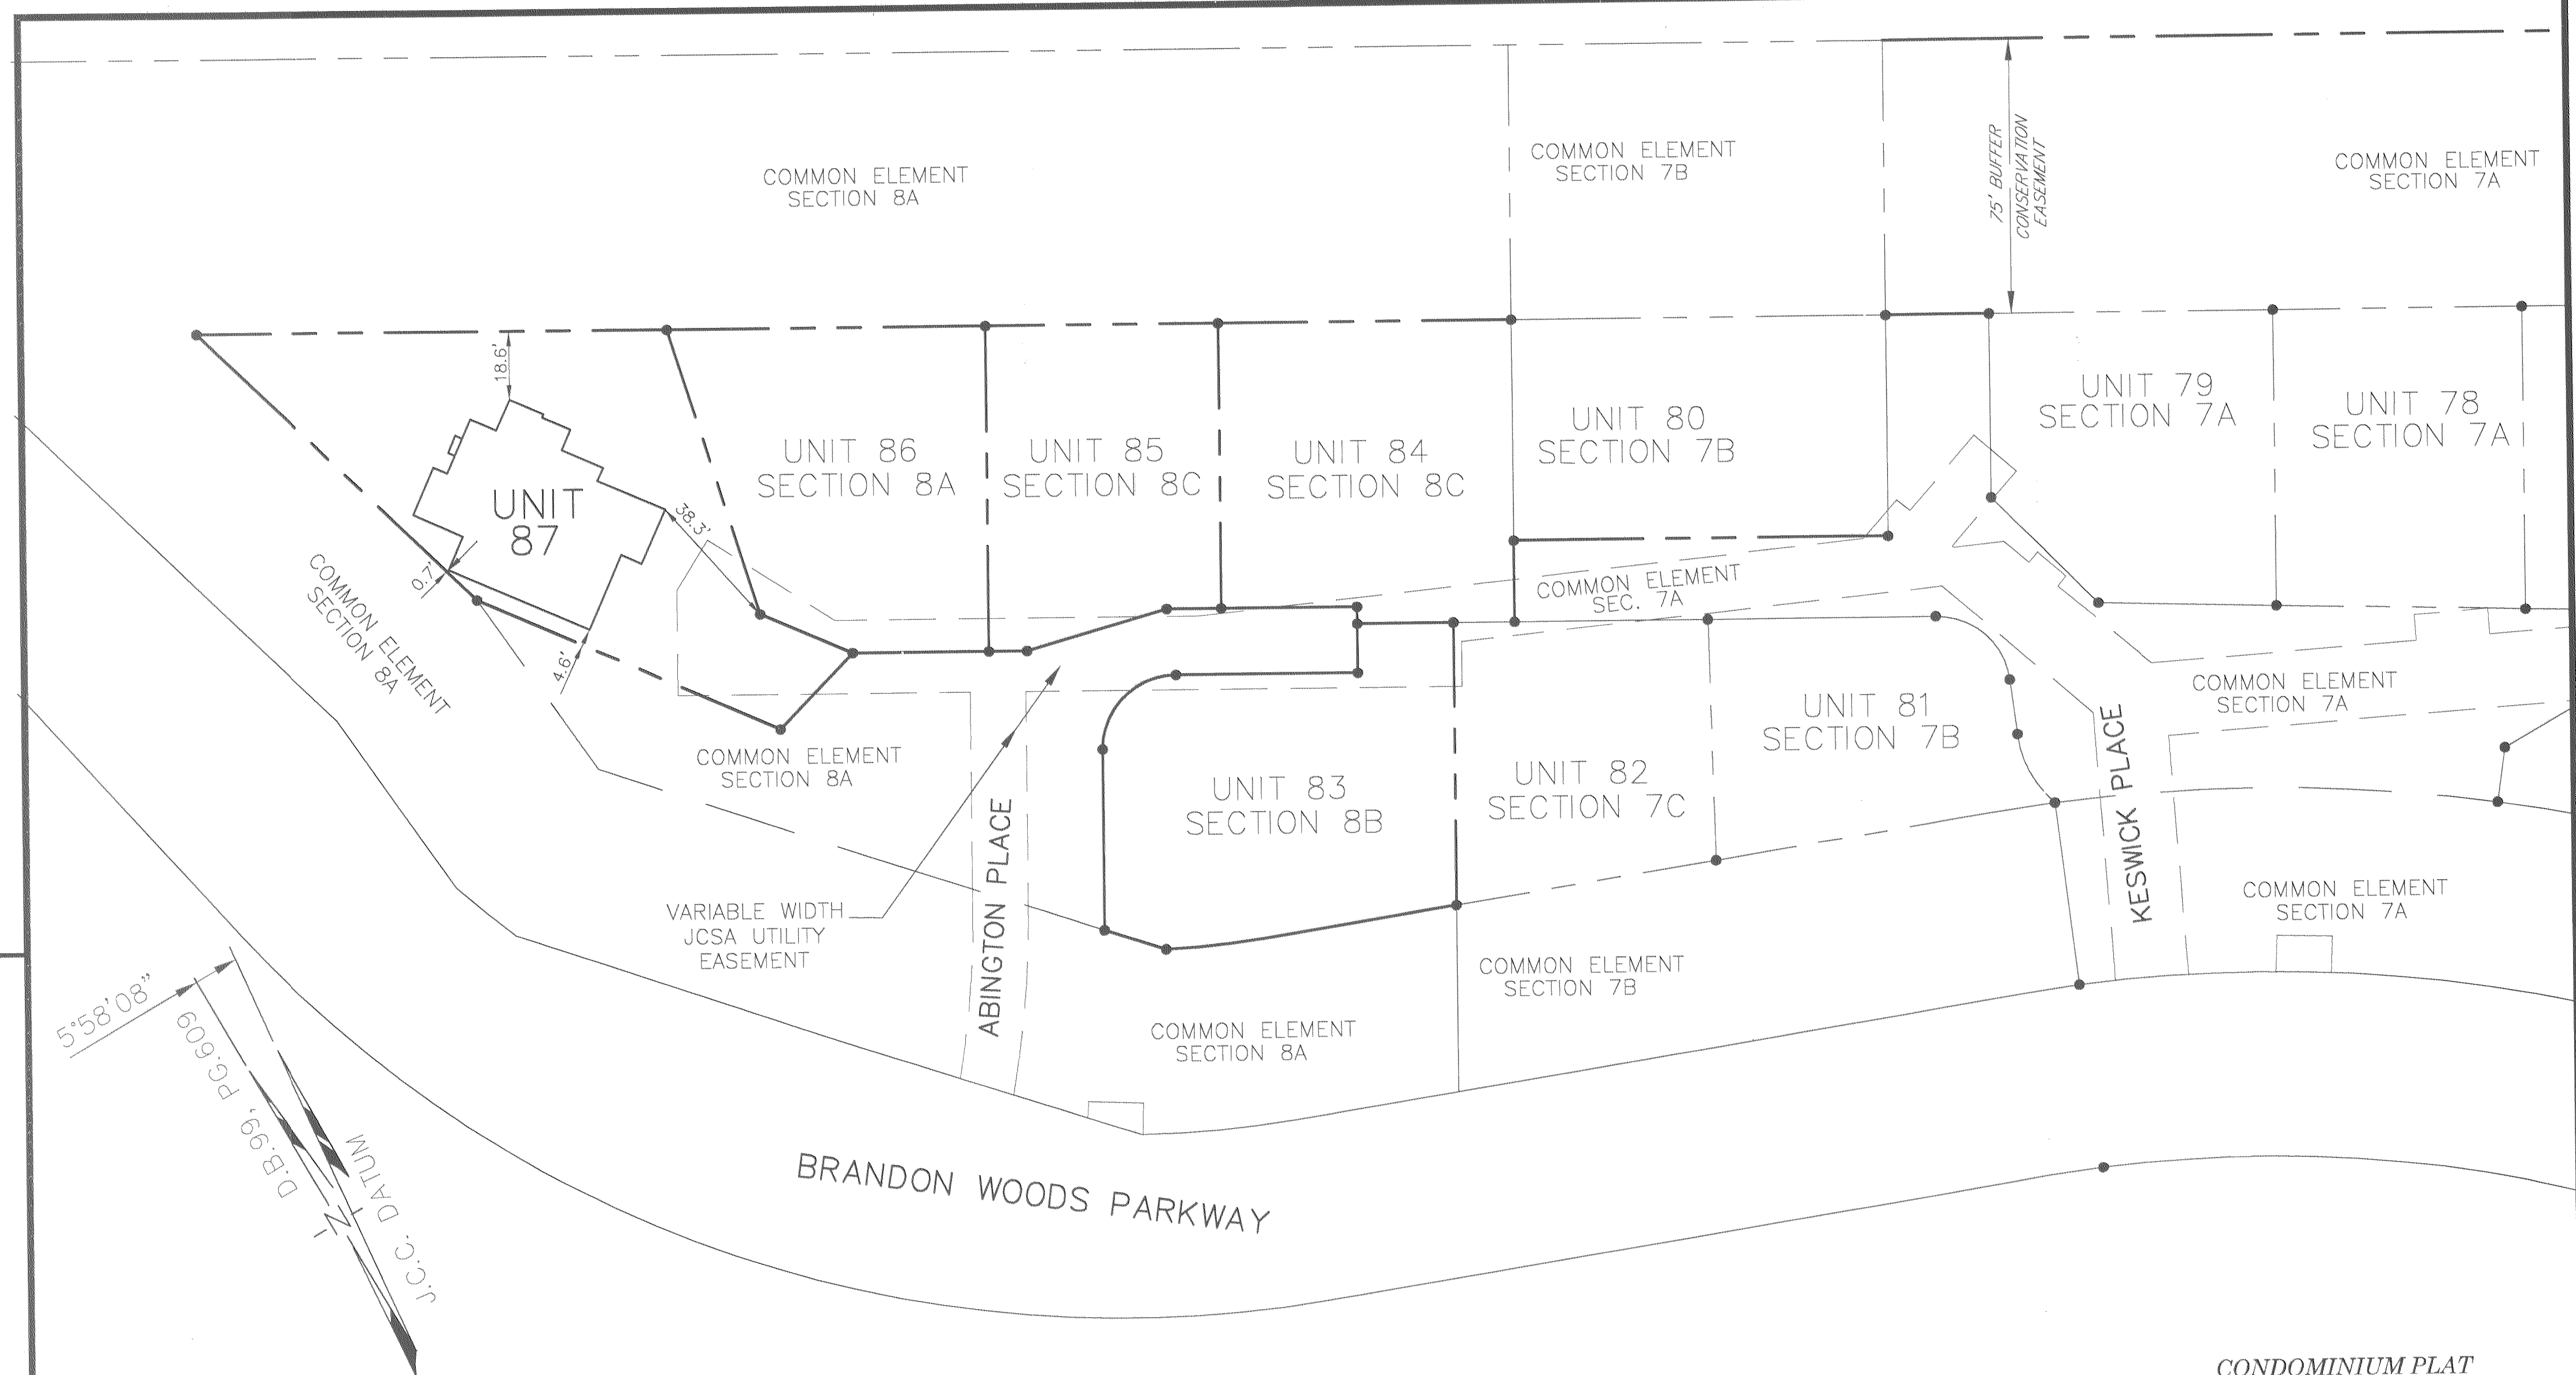 COMMON ELEMENT
SECTION 8A
COMMON ELEMENT
SECTION 7B
75' BUFFER
CONSERVATION
EASEMENT
COMMON ELEMENT
SECTION 7A
18.6'
UNIT
87
38.3'
0.7'
4.6'
UNIT 86
SECTION 8A
UNIT 85
SECTION 8C
UNIT 84
SECTION 8C
UNIT 80
SECTION 7B
UNIT 79
SECTION 7A
UNIT 78
SECTION 7A
COMMON ELEMENT
SECTION 8A
COMMON ELEMENT
SEC. 7A
COMMON ELEMENT
SECTION 8A
UNIT 83
SECTION 8B
UNIT 82
SECTION 7C
UNIT 81
SECTION 7B
COMMON ELEMENT
SECTION 7A
KESWICK PLACE
ABINGTON PLACE
VARIABLE WIDTH
JCSA UTILITY
EASEMENT
COMMON ELEMENT
SECTION 7A
COMMON ELEMENT
SECTION 7B
COMMON ELEMENT
SECTION 8A
5°58'08"
D.B.99, PG.609
N
J.C.C. DATUM
BRANDON WOODS PARKWAY
CONDOMINIUM PLAT